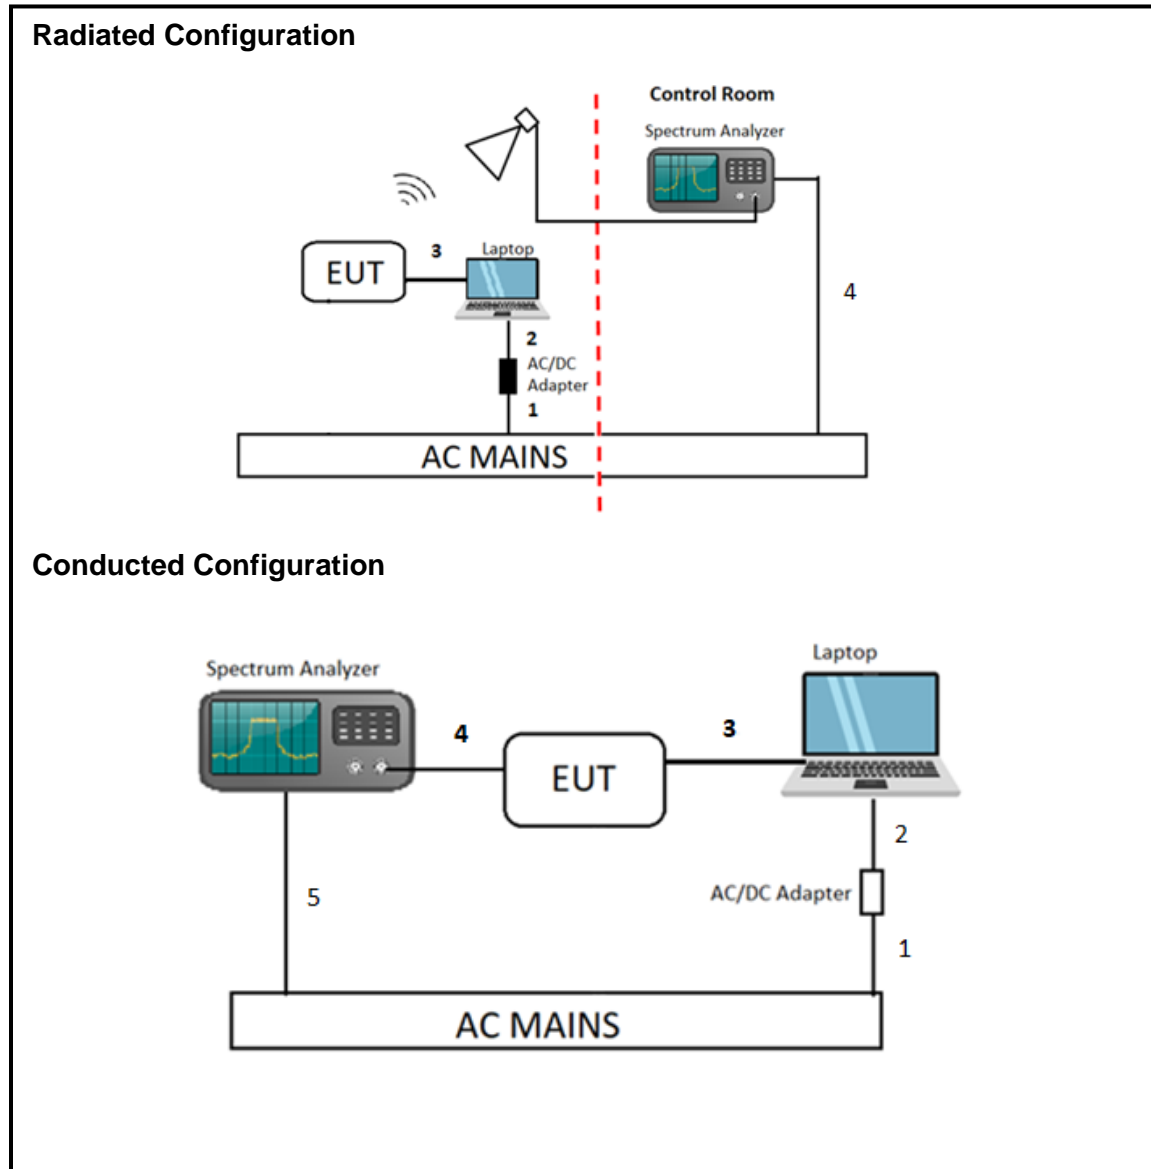 Radiated Configuration
Control Room
Spectrum Analyzer
3
Laptop
EUT
4
2
AC/DC
Adapter
1
AC MAINS
Conducted Configuration
Laptop
Spectrum Analyzer
4
3
EUT
2
AC/DC Adapter
5
1
AC MAINS